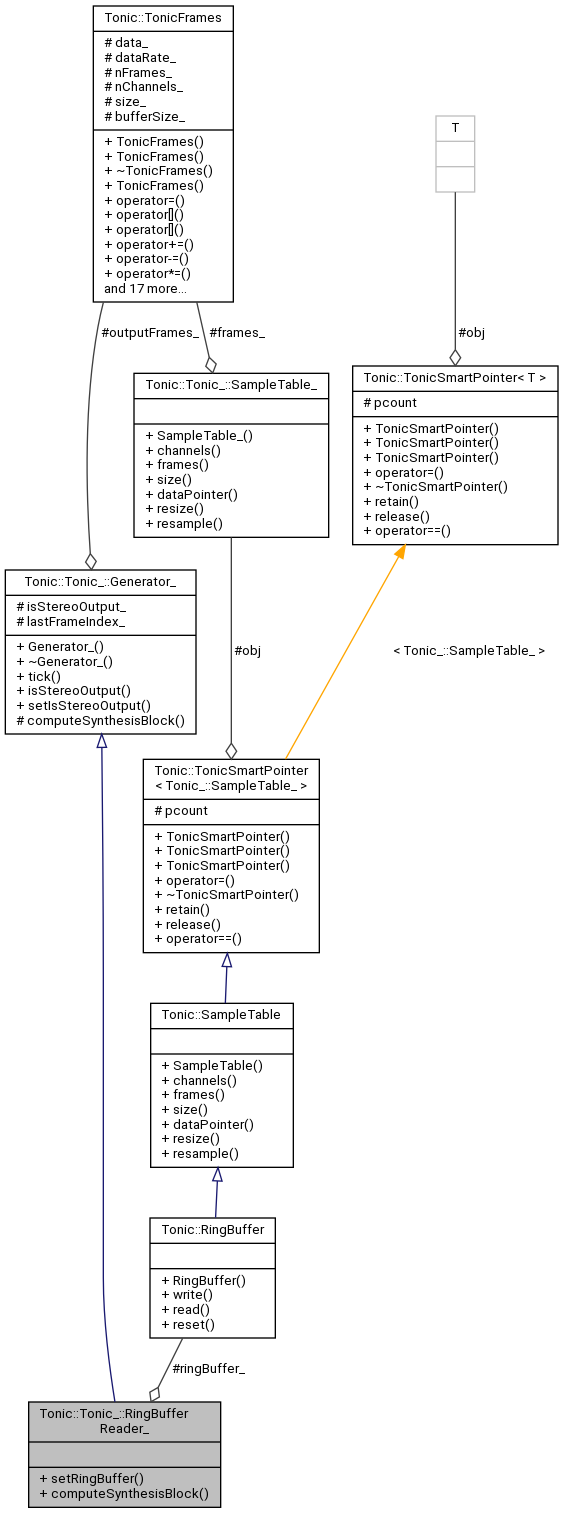 Tonic::TonicFrames
# data_
# dataRate_
# nFrames_
# nChannels_
# size_
# bufferSize_
+ TonicFrames()
+ TonicFrames()
+ ~TonicFrames()
+ TonicFrames()
+ operator=()
+ operator[]()
+ operator[]()
+ operator+=()
+ operator-=()
+ operator*=()
and 17 more...
T
#outputFrames_
#frames_
#obj
Tonic::Tonic_::SampleTable_
+ SampleTable_()
+ channels()
+ frames()
+ size()
+ dataPointer()
+ resize()
+ resample()
Tonic::TonicSmartPointer< T >
# pcount
+ TonicSmartPointer()
+ TonicSmartPointer()
+ TonicSmartPointer()
+ operator=()
+ ~TonicSmartPointer()
+ retain()
+ release()
+ operator==()
Tonic::Tonic_::Generator_
# isStereoOutput_
# lastFrameIndex_
+ Generator_()
+ ~Generator_()
+ tick()
+ isStereoOutput()
+ setIsStereoOutput()
# computeSynthesisBlock()
#obj
< Tonic_::SampleTable_ >
Tonic::TonicSmartPointer
< Tonic_::SampleTable_ >
# pcount
+ TonicSmartPointer()
+ TonicSmartPointer()
+ TonicSmartPointer()
+ operator=()
+ ~TonicSmartPointer()
+ retain()
+ release()
+ operator==()
Tonic::SampleTable
+ SampleTable()
+ channels()
+ frames()
+ size()
+ dataPointer()
+ resize()
+ resample()
Tonic::RingBuffer
+ RingBuffer()
+ write()
+ read()
+ reset()
#ringBuffer_
Tonic::Tonic_::RingBuffer
Reader_
+ setRingBuffer()
+ computeSynthesisBlock()